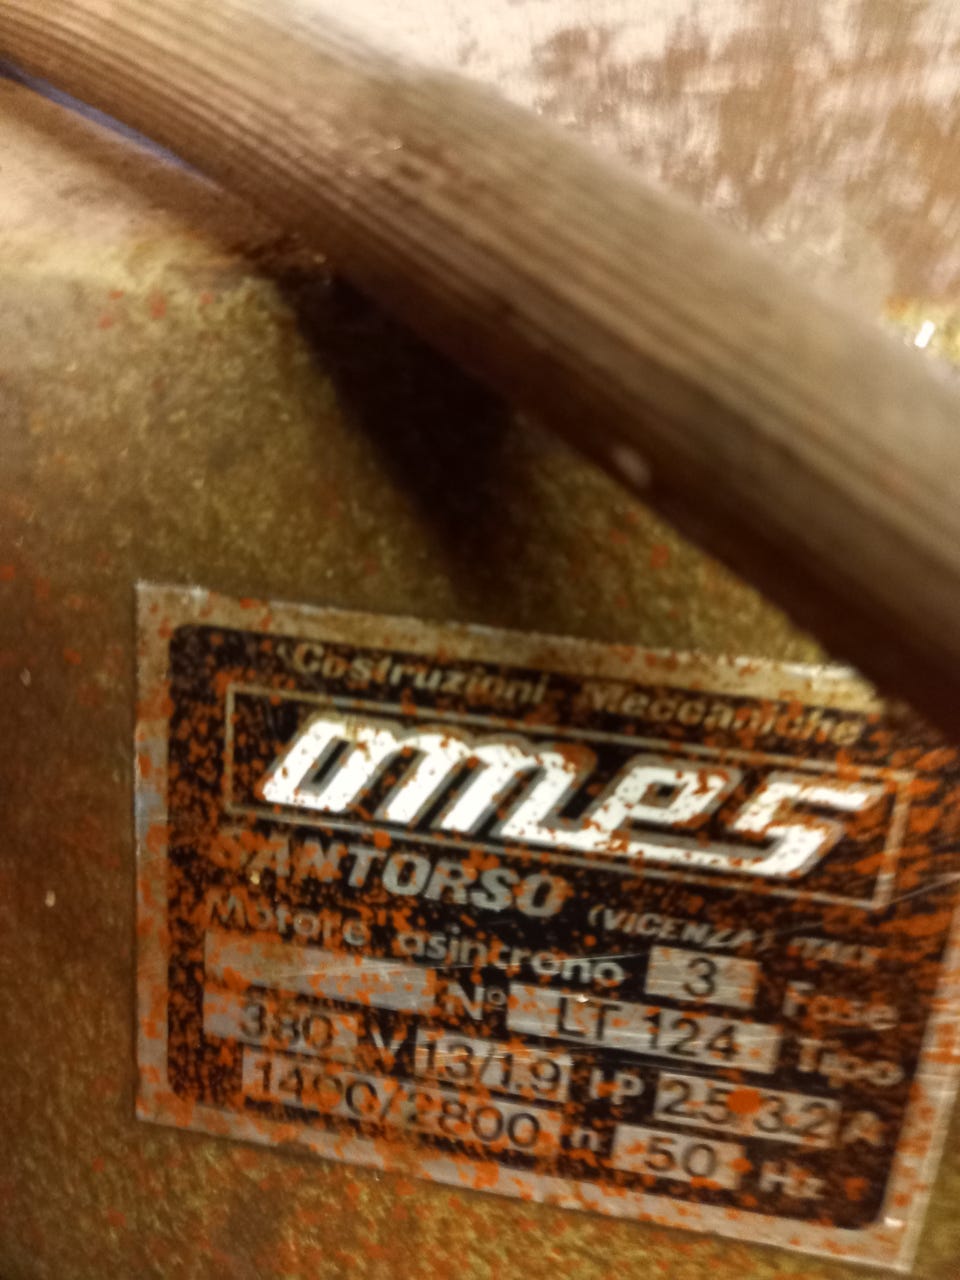 Costruzioni Meccaniche
OMPS
SANTORSO (VICENZA) ITALY
Motore asincrono 3 Fase
N° LT 124 Tipo
380 V 1.3/1.9 HP 2.5 3.2 A
1400/2800 n 50 Hz